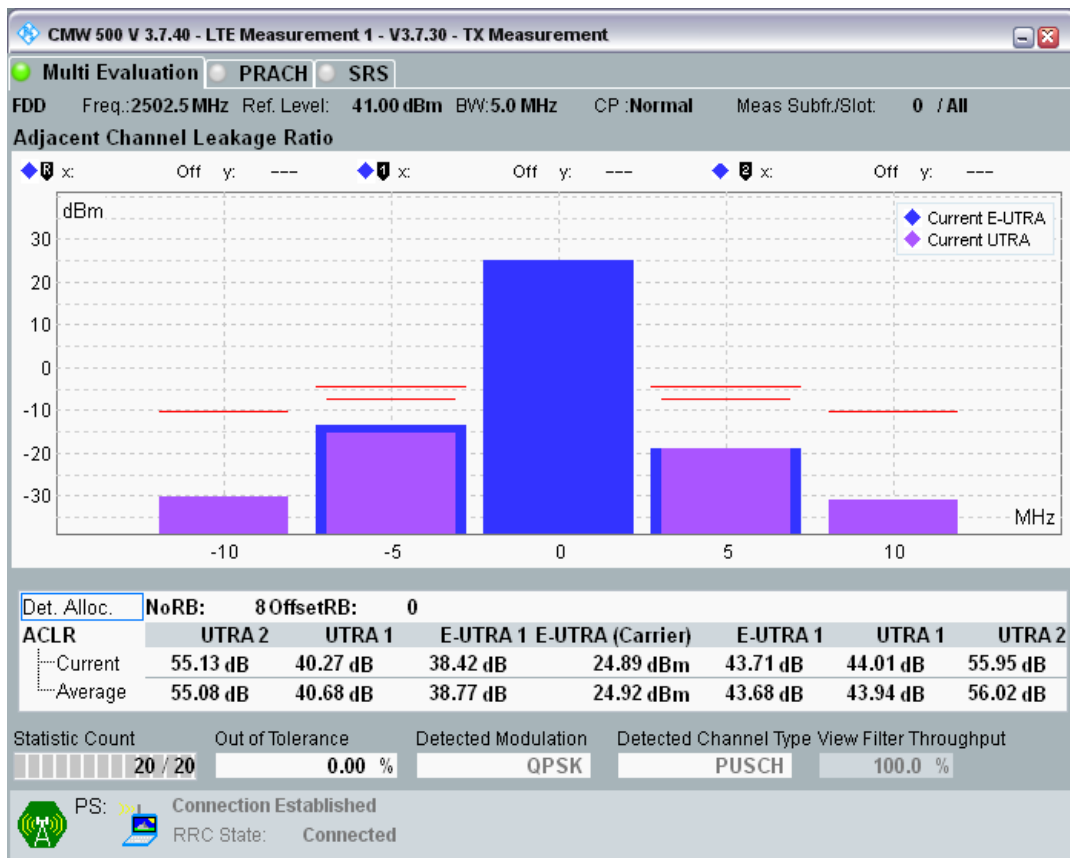 CMW 500 V 3.7.40 - LTE Measurement 1 - V3.7.30 - TX Measurement
Multi Evaluation PRACH SRS
FDD Freq.:2502.5 MHz Ref. Level: 41.00 dBm BW:5.0 MHz CP :Normal Meas Subfr./Slot: 0 / All
Adjacent Channel Leakage Ratio
R x: Off y: --- 1 x: Off y: --- 2 x: Off y: ---
dBm
Current E-UTRA
Current UTRA
30
20
10
0
-10
-20
-30
MHz
-10 -5 0 5 10
Det. Alloc. NoRB: 8 OffsetRB: 0
ACLR UTRA 2 UTRA 1 E-UTRA 1 E-UTRA (Carrier) E-UTRA 1 UTRA 1 UTRA 2
Current 55.13 dB 40.27 dB 38.42 dB 24.89 dBm 43.71 dB 44.01 dB 55.95 dB
Average 55.08 dB 40.68 dB 38.77 dB 24.92 dBm 43.68 dB 43.94 dB 56.02 dB
Statistic Count Out of Tolerance Detected Modulation Detected Channel Type View Filter Throughput
20 / 20 0.00 % QPSK PUSCH 100.0 %
PS: Connection Established
RRC State: Connected